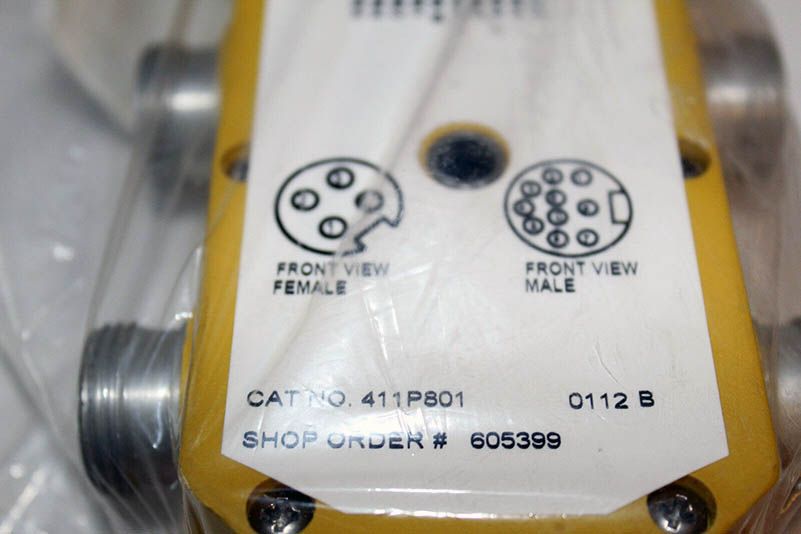 FRONT VIEW
FEMALE
FRONT VIEW
MALE
CAT NO. 411P801 0112 B
SHOP ORDER # 605399